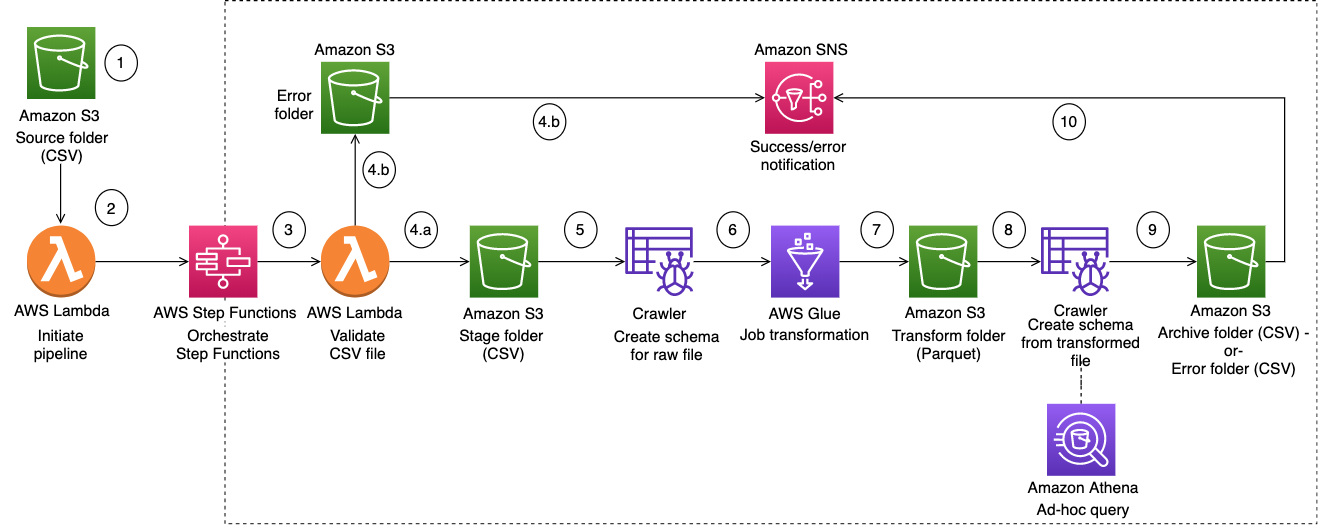 1
Amazon S3
Source folder
(CSV)
2
AWS Lambda
Initiate
pipeline
AWS Step Functions
Orchestrate
Step Functions
3
Amazon S3
Error
folder
4.b
AWS Lambda
Validate
CSV file
4.a
4.b
Amazon SNS
Success/error
notification
10
Amazon S3
Stage folder
(CSV)
5
Crawler
Create schema
for raw file
6
AWS Glue
Job transformation
7
Amazon S3
Transform folder
(Parquet)
8
Crawler
Create schema
from transformed
file
9
Amazon S3
Archive folder (CSV) -
or-
Error folder (CSV)
Amazon Athena
Ad-hoc query